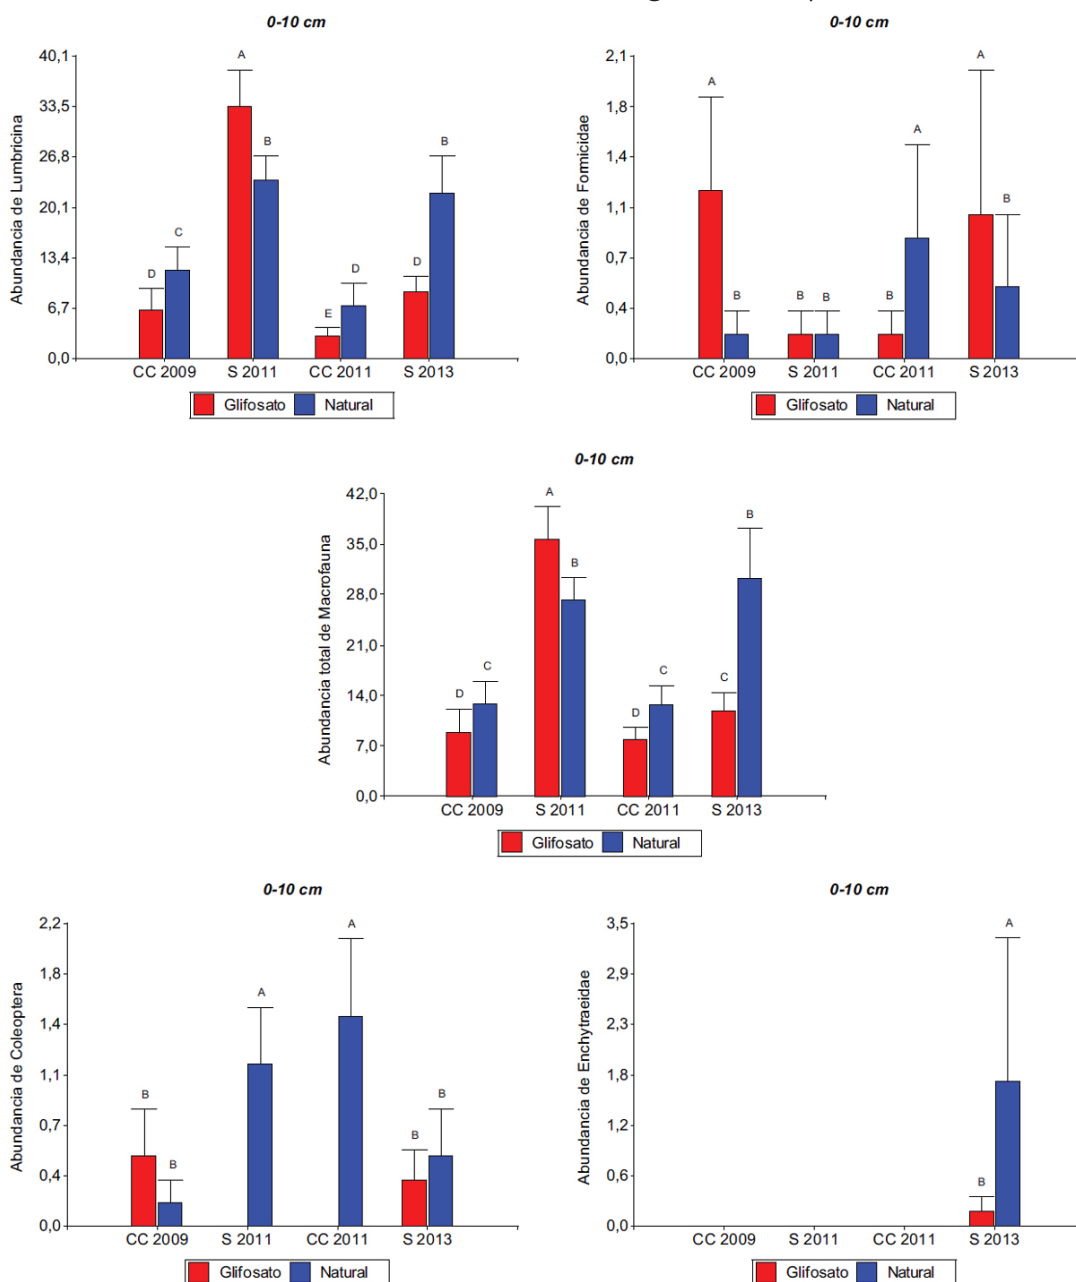 0-10 cm
Abundancia de Lumbricina
40,1
33,5
26,8
20,1
13,4
6,7
0,0
D C A B E D D B
CC 2009 S 2011 CC 2011 S 2013
Glifosato Natural
0-10 cm
Abundancia de Formicidae
2,1
1,8
1,4
1,1
0,7
0,4
0,0
A B B B B A A B
CC 2009 S 2011 CC 2011 S 2013
Glifosato Natural
0-10 cm
Abundancia total de Macrofauna
42,0
35,0
28,0
21,0
14,0
7,0
0,0
D C A B D C C B
CC 2009 S 2011 CC 2011 S 2013
Glifosato Natural
0-10 cm
Abundancia de Coleoptera
2,2
1,8
1,4
1,1
0,7
0,4
0,0
B B A A B B
CC 2009 S 2011 CC 2011 S 2013
Glifosato Natural
0-10 cm
Abundancia de Enchytraeidae
3,5
2,9
2,3
1,8
1,2
0,6
0,0
B A
CC 2009 S 2011 CC 2011 S 2013
Glifosato Natural